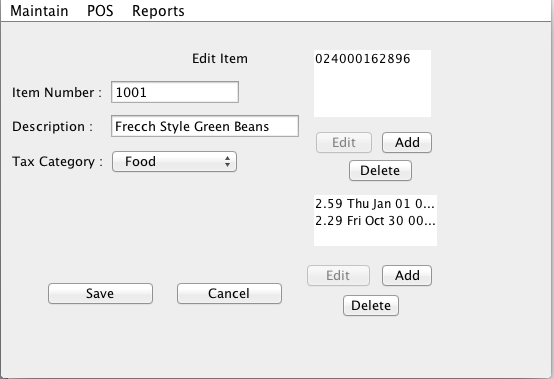 Maintain POS Reports
Edit Item
024000162896
Item Number : 1001
Description : Frecch Style Green Beans
Edit Add
Tax Category : Food
Delete
2.59 Thu Jan 01 0...
2.29 Fri Oct 30 00...
Edit Add
Save Cancel
Delete